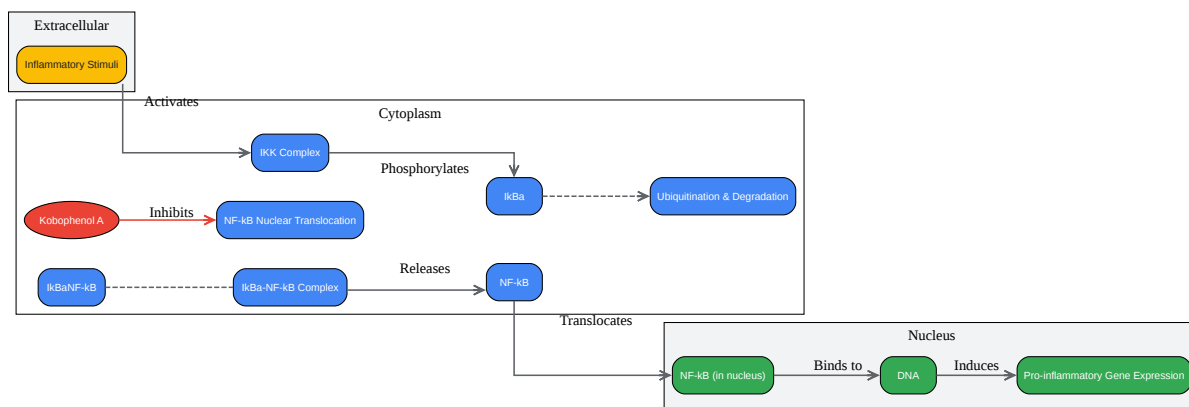 Extracellular
Inflammatory Stimuli
Activates
Cytoplasm
IKK Complex
Phosphorylates
IkBa
Ubiquitination & Degradation
Kobophenol A
Inhibits
NF-kB Nuclear Translocation
IkBaNF-kB
IkBa-NF-kB Complex
Releases
NF-kB
Translocates
Nucleus
NF-kB (in nucleus)
Binds to
DNA
Induces
Pro-inflammatory Gene Expression